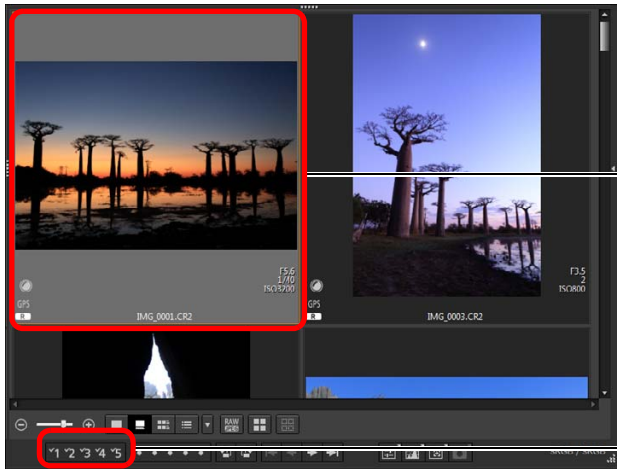 F5.6
1/40
ISO3200
GPS
R
IMG_0001.CR2
F3.5
2
ISO800
GPS
R
IMG_0003.CR2
RAW
JPEG
1 2 3 4 5